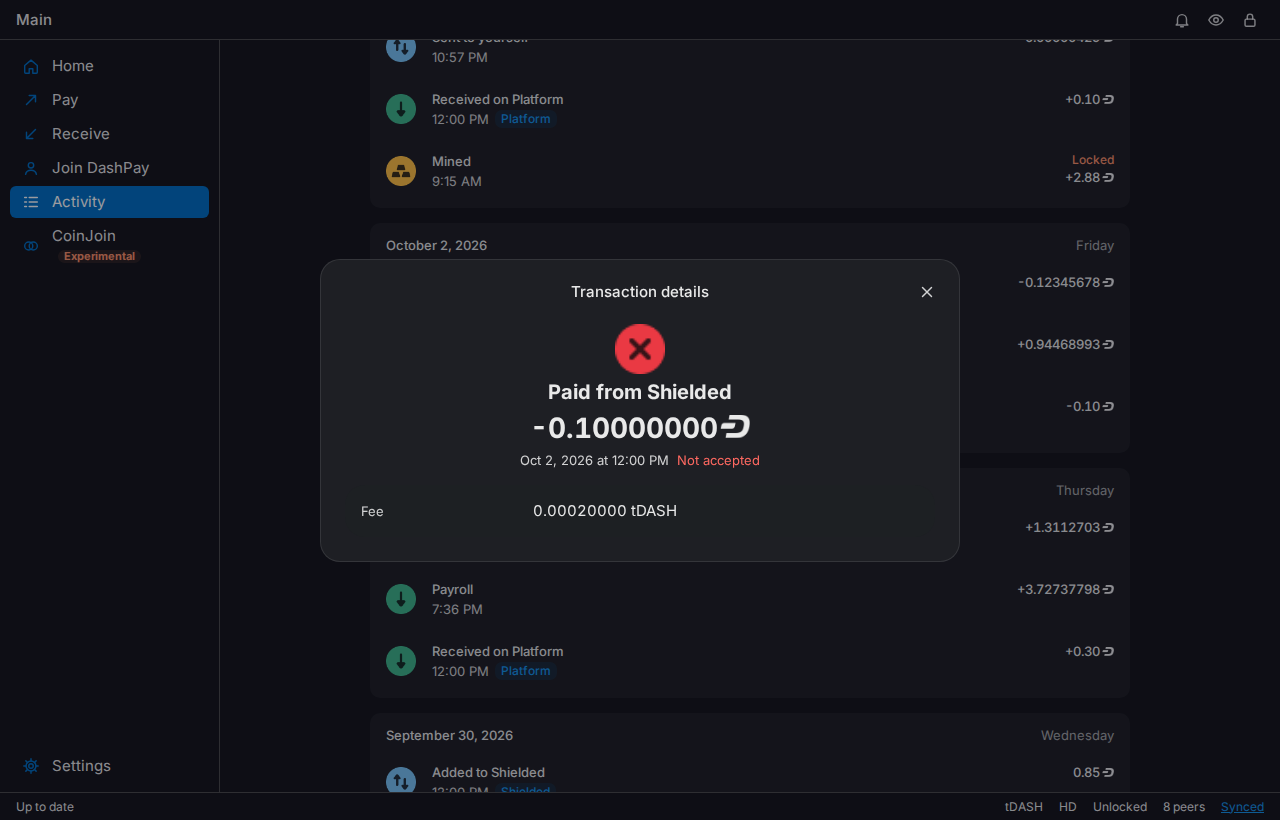 Main
Home
Pay
Receive
Join DashPay
Activity
CoinJoin
Experimental
Settings
10:57 PM
Received on Platform
12:00 PM Platform
+0.10
Mined
9:15 AM
Locked
+2.88
October 2, 2026
Friday
-0.12345678
+0.94468993
-0.10
Transaction details
Paid from Shielded
-0.10000000
Oct 2, 2026 at 12:00 PM Not accepted
Fee 0.00020000 tDASH
Thursday
+1.3112703
Payroll
7:36 PM
+3.72737798
Received on Platform
12:00 PM Platform
+0.30
September 30, 2026
Wednesday
Added to Shielded
12:00 PM Shielded
0.85
Up to date
tDASH HD Unlocked 8 peers Synced